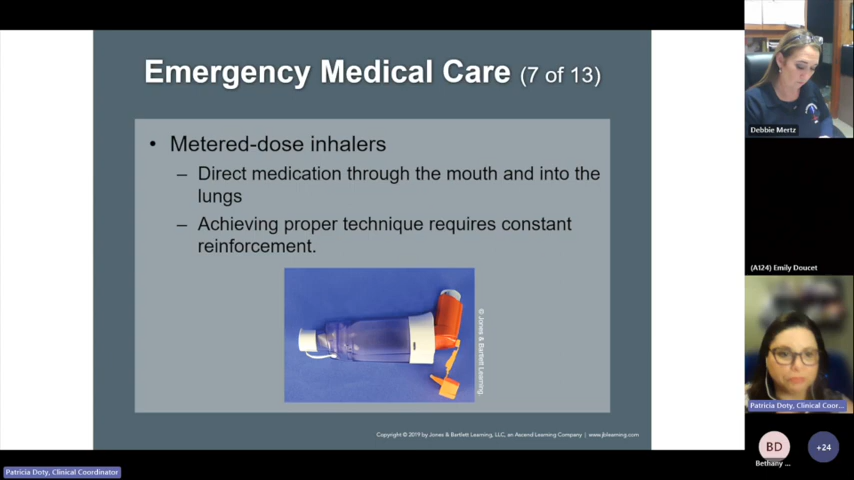 Emergency Medical Care (7 of 13)
• Metered-dose inhalers
– Direct medication through the mouth and into the
lungs
– Achieving proper technique requires constant
reinforcement.
© Jones & Bartlett Learning
Copyright © 2019 by Jones & Bartlett Learning, LLC, an Ascend Learning Company | www.jblearning.com
Debbie Mertz
(A124) Emily Doucet
Patricia Doty, Clinical Coor...
BD
+24
Bethany ...
Patricia Doty, Clinical Coordinator